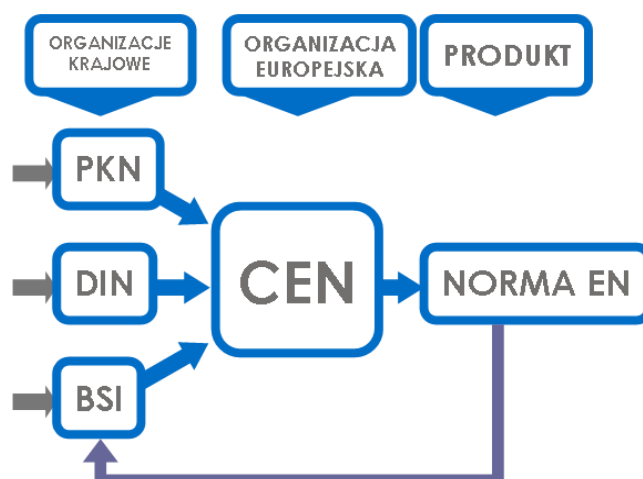 ORGANIZACJE
KRAJOWE
ORGANIZACJA
EUROPEJSKA
PRODUKT
PKN
DIN
CEN
NORMA EN
BSI